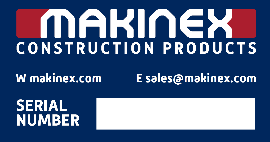 MAKINEX
CONSTRUCTION PRODUCTS
W makinex.com E sales@makinex.com
SERIAL
NUMBER